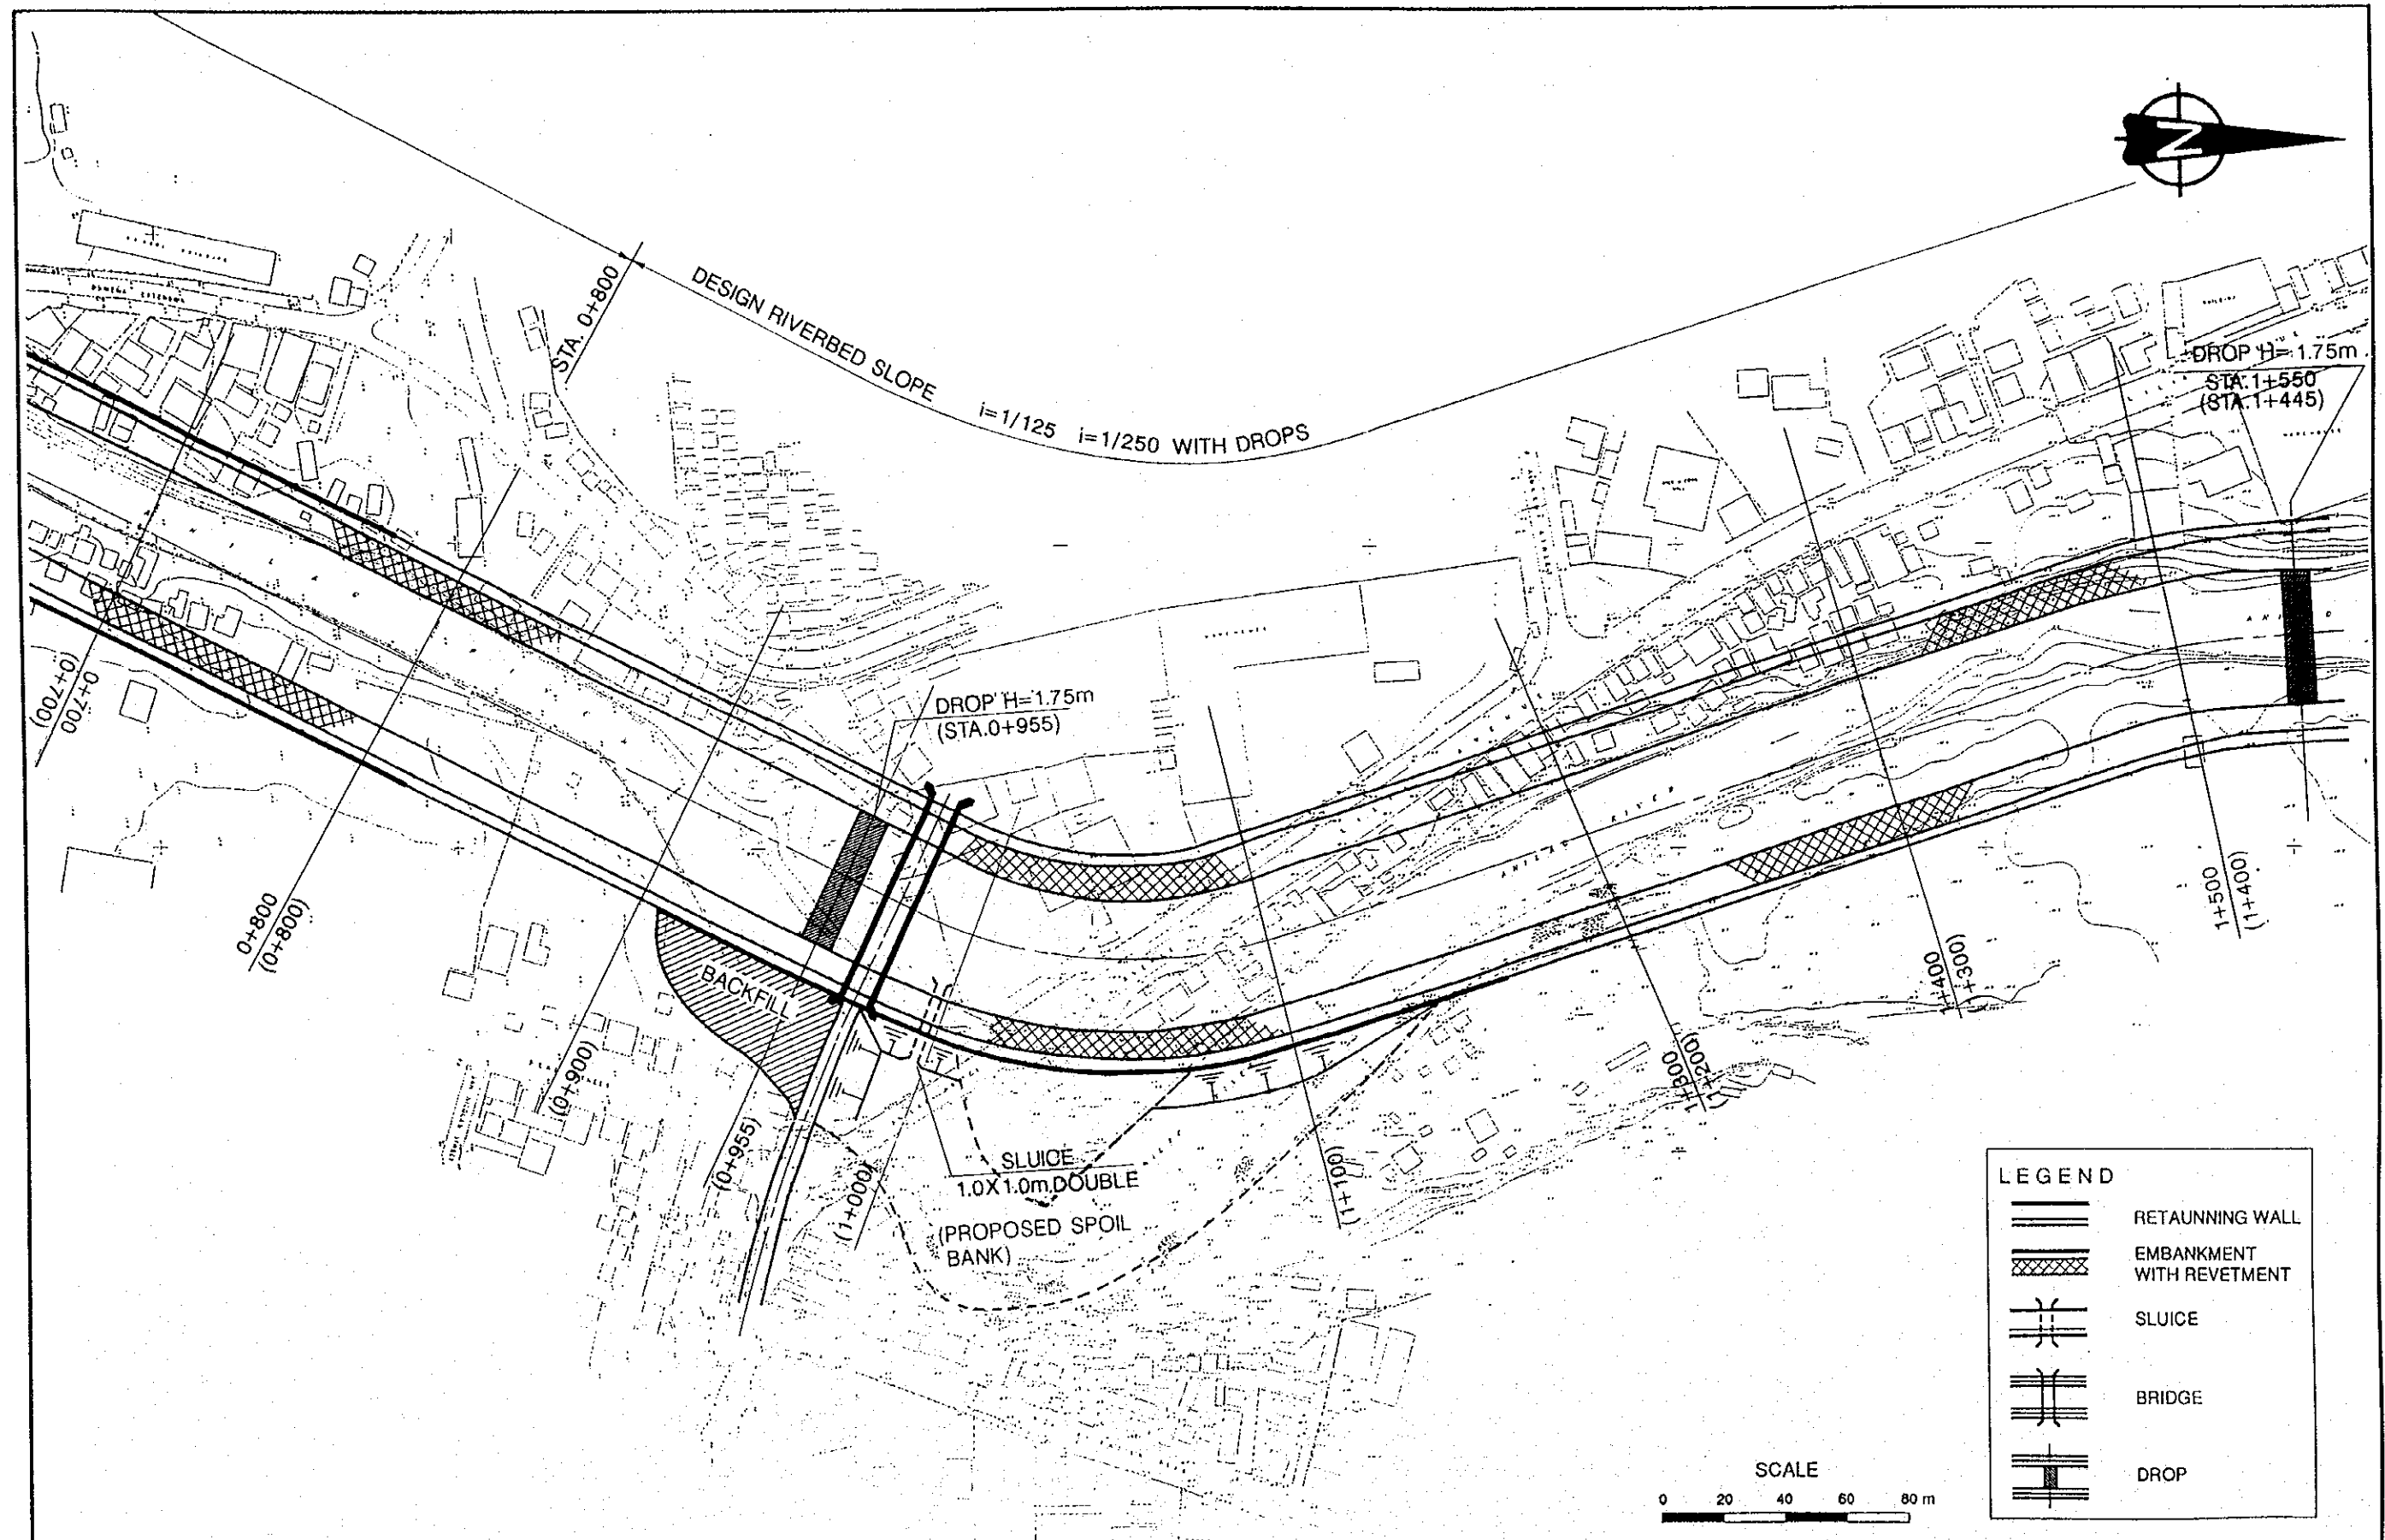 N
STA. 0+800
DESIGN RIVERBED SLOPE i=1/125 i=1/250 WITH DROPS
DROP H=1.75m
STA.1+550
(STA.1+445)
DROP H=1.75m
(STA.0+955)
0+700
(0+700)
0+800
(0+800)
(0+900)
(0+955)
(1+000)
(1+100)
1+300
(1+200)
1+400
(1+300)
1+500
(1+400)
BACKFILL
SLUICE
1.0X1.0m DOUBLE
(PROPOSED SPOIL
BANK)
RIVER
LEGEND
RETAUNNING WALL
EMBANKMENT
WITH REVETMENT
SLUICE
BRIDGE
DROP
SCALE
0 20 40 60 80 m